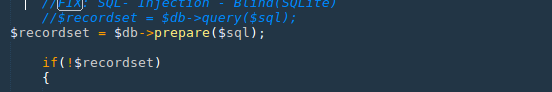 //FIX: SQL- Injection - Blind(SQLite)
//$recordset = $db->query($sql);
$recordset = $db->prepare($sql);
if(!$recordset)
{